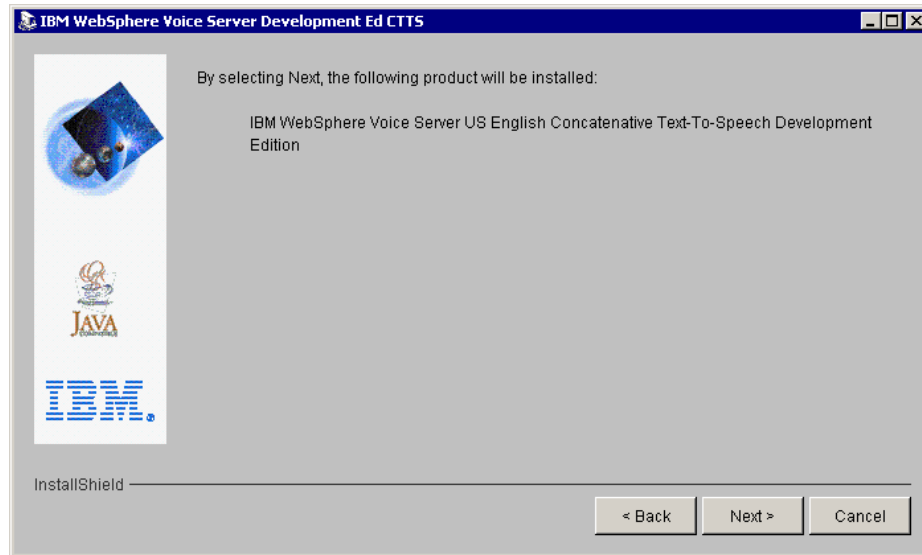 IBM WebSphere Voice Server Development Ed CTTS
By selecting Next, the following product will be installed:
IBM WebSphere Voice Server US English Concatenative Text-To-Speech Development
Edition
JAVA
COMPATIBLE
IBM®
InstallShield
< Back
Next >
Cancel